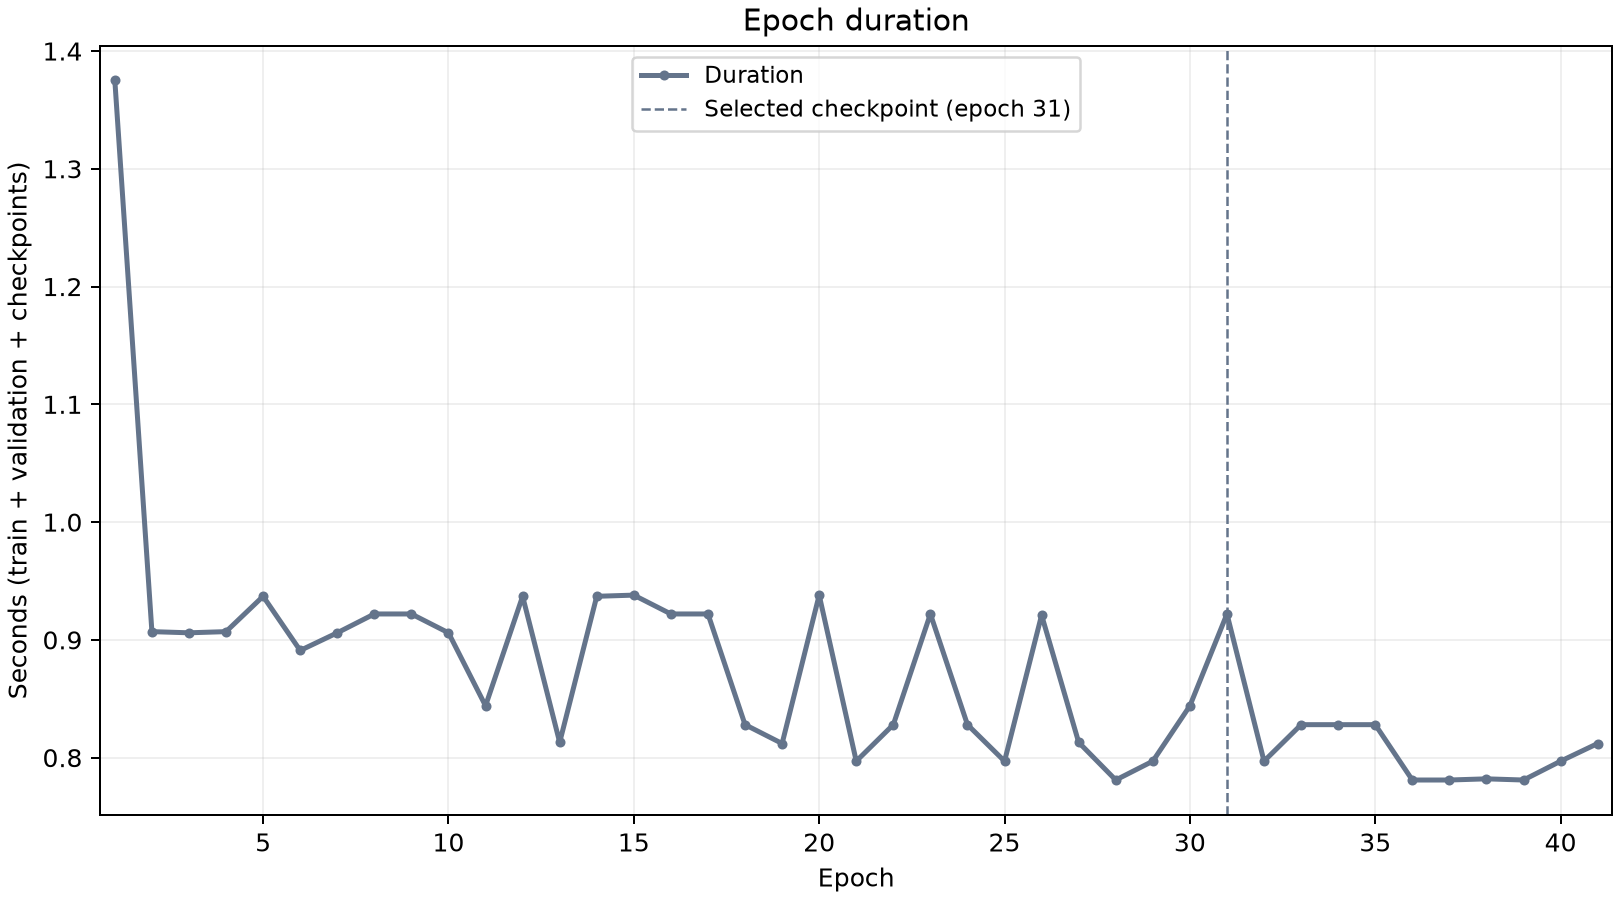 Epoch duration
Duration
Selected checkpoint (epoch 31)
Seconds (train + validation + checkpoints)
1.4
1.3
1.2
1.1
1.0
0.9
0.8
5 10 15 20 25 30 35 40
Epoch